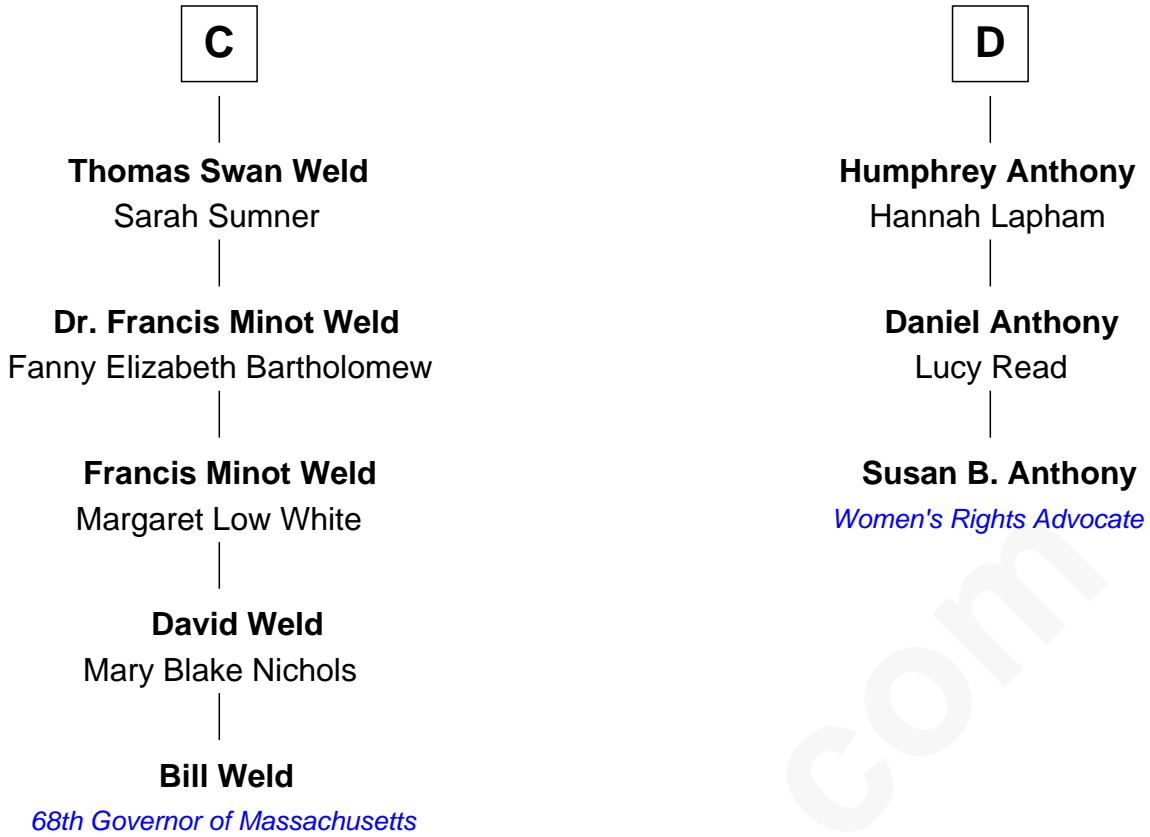 C
Thomas Swan Weld
Sarah Sumner
Dr. Francis Minot Weld
Fanny Elizabeth Bartholomew
Francis Minot Weld
Margaret Low White
David Weld
Mary Blake Nichols
Bill Weld
68th Governor of Massachusetts
D
Humphrey Anthony
Hannah Lapham
Daniel Anthony
Lucy Read
Susan B. Anthony
Women's Rights Advocate
com